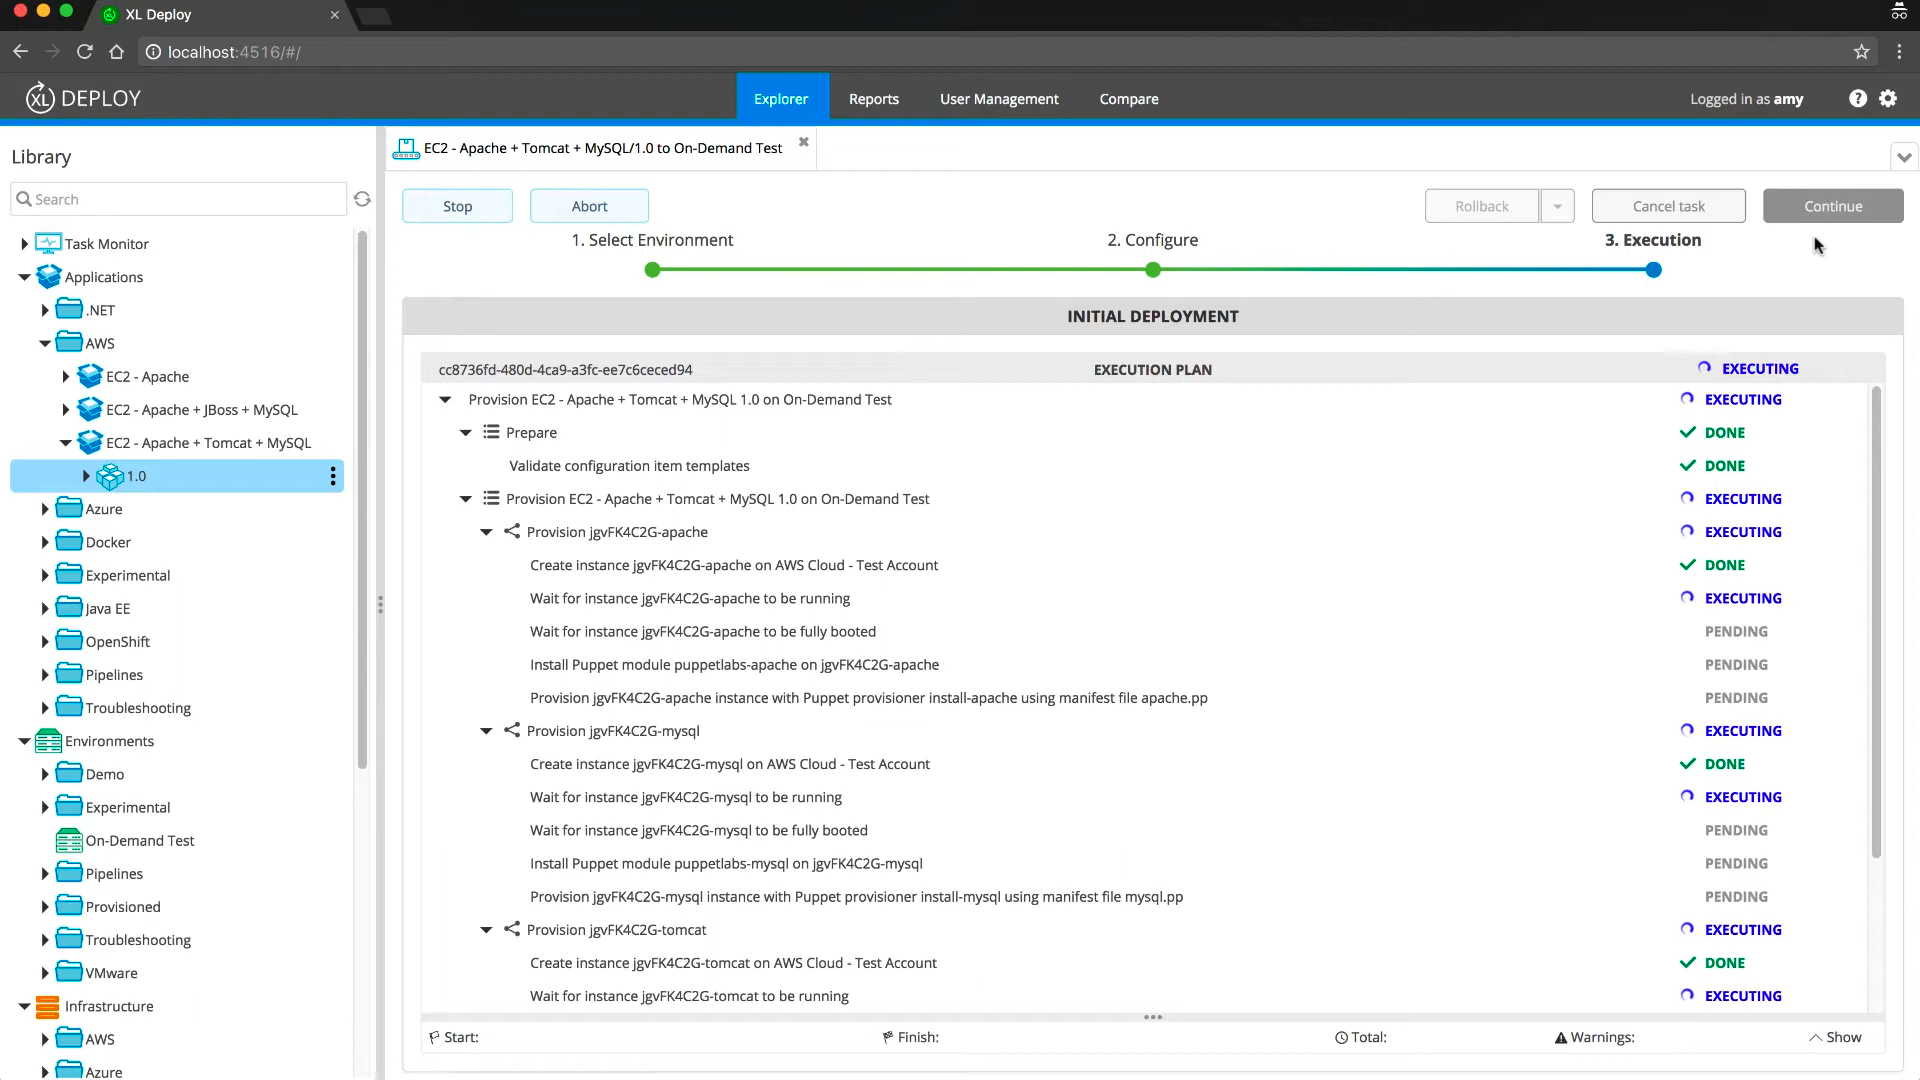 XL Deploy
localhost:4516/#/
XL DEPLOY
Explorer
Reports
User Management
Compare
Logged in as amy
Library
EC2 - Apache + Tomcat + MySQL/1.0 to On-Demand Test
Search
Stop
Abort
Rollback
Cancel task
Continue
1. Select Environment
2. Configure
3. Execution
Task Monitor
Applications
.NET
AWS
EC2 - Apache
EC2 - Apache + JBoss + MySQL
EC2 - Apache + Tomcat + MySQL
1.0
Azure
Docker
Experimental
Java EE
OpenShift
Pipelines
Troubleshooting
Environments
Demo
Experimental
On-Demand Test
Pipelines
Provisioned
Troubleshooting
VMware
Infrastructure
AWS
Azure
INITIAL DEPLOYMENT
cc8736fd-480d-4ca9-a3fc-ee7c6ceced94 EXECUTION PLAN EXECUTING
Provision EC2 - Apache + Tomcat + MySQL 1.0 on On-Demand Test EXECUTING
Prepare DONE
Validate configuration item templates DONE
Provision EC2 - Apache + Tomcat + MySQL 1.0 on On-Demand Test EXECUTING
Provision jgvFK4C2G-apache EXECUTING
Create instance jgvFK4C2G-apache on AWS Cloud - Test Account DONE
Wait for instance jgvFK4C2G-apache to be running EXECUTING
Wait for instance jgvFK4C2G-apache to be fully booted PENDING
Install Puppet module puppetlabs-apache on jgvFK4C2G-apache PENDING
Provision jgvFK4C2G-apache instance with Puppet provisioner install-apache using manifest file apache.pp PENDING
Provision jgvFK4C2G-mysql EXECUTING
Create instance jgvFK4C2G-mysql on AWS Cloud - Test Account DONE
Wait for instance jgvFK4C2G-mysql to be running EXECUTING
Wait for instance jgvFK4C2G-mysql to be fully booted PENDING
Install Puppet module puppetlabs-mysql on jgvFK4C2G-mysql PENDING
Provision jgvFK4C2G-mysql instance with Puppet provisioner install-mysql using manifest file mysql.pp PENDING
Provision jgvFK4C2G-tomcat EXECUTING
Create instance jgvFK4C2G-tomcat on AWS Cloud - Test Account DONE
Wait for instance jgvFK4C2G-tomcat to be running EXECUTING
Start: Finish: Total: Warnings: Show